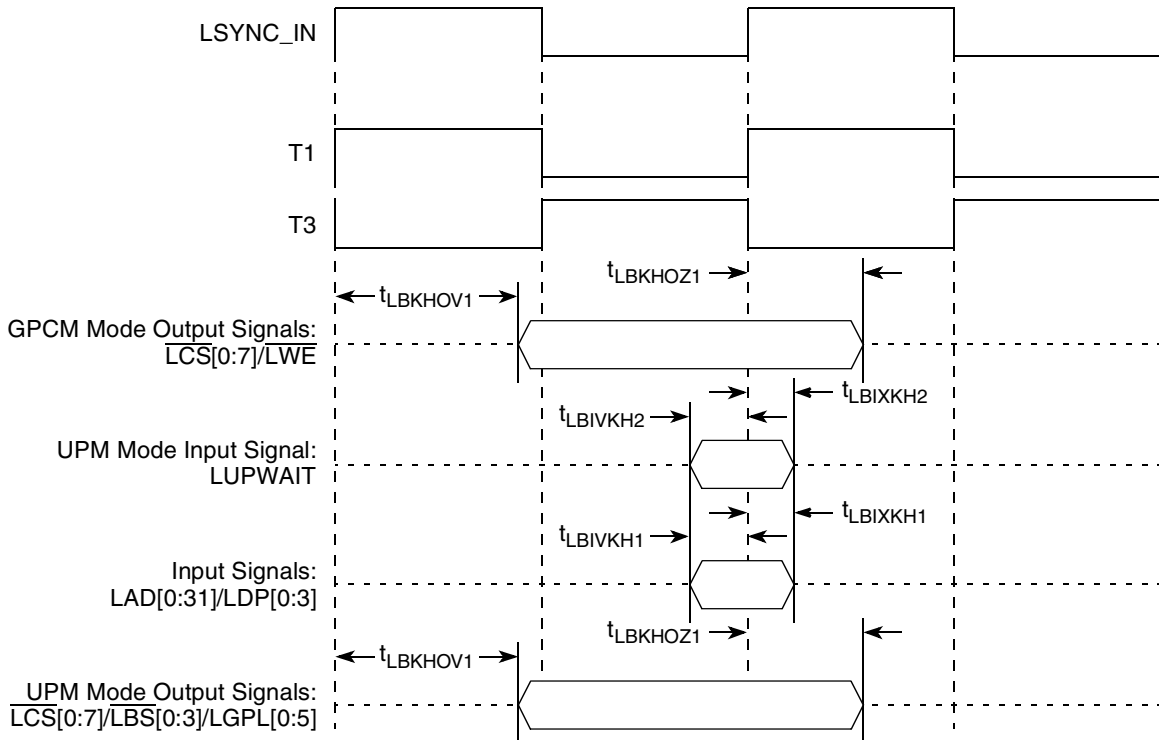 LSYNC_IN
T1
T3
tLBKHOZ1
tLBKHOV1
GPCM Mode Output Signals:
LCS[0:7]/LWE
tLBIXKH2
tLBIVKH2
UPM Mode Input Signal:
LUPWAIT
tLBIXKH1
tLBIVKH1
Input Signals:
LAD[0:31]/LDP[0:3]
tLBKHOZ1
tLBKHOV1
UPM Mode Output Signals:
LCS[0:7]/LBS[0:3]/LGPL[0:5]